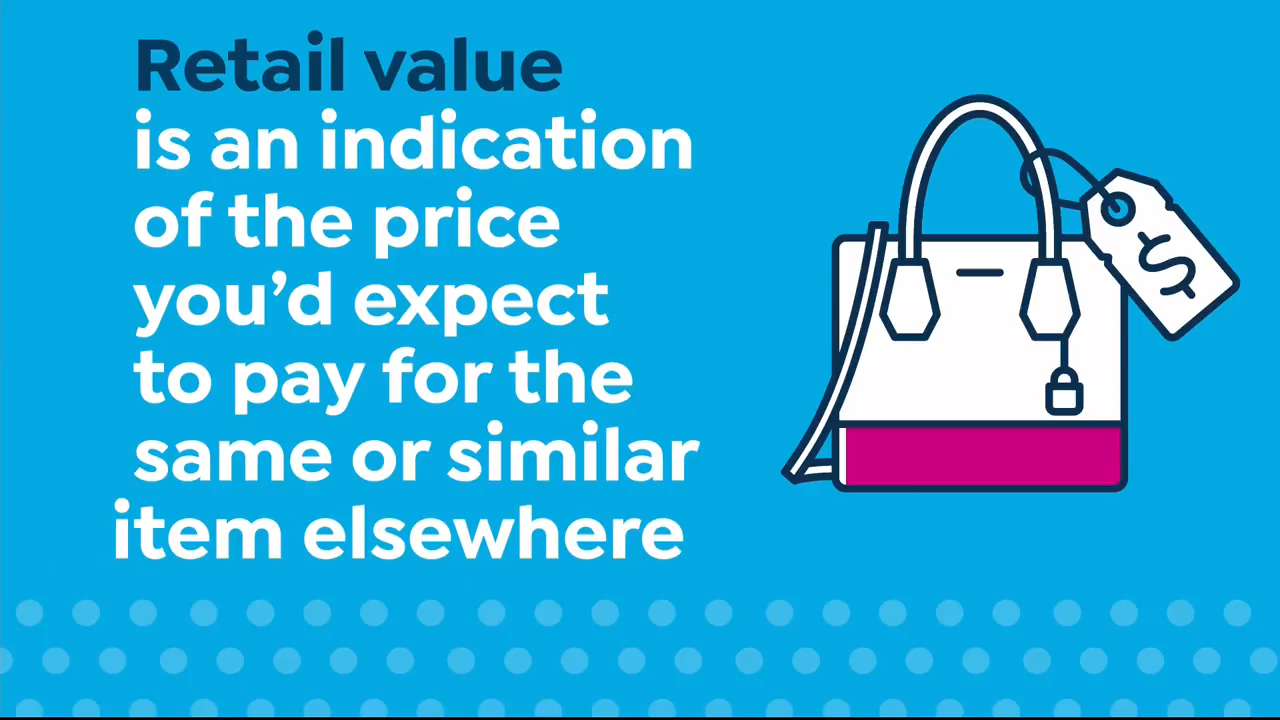 Retail value
is an indication
of the price
you'd expect
to pay for the
same or similar
item elsewhere
$